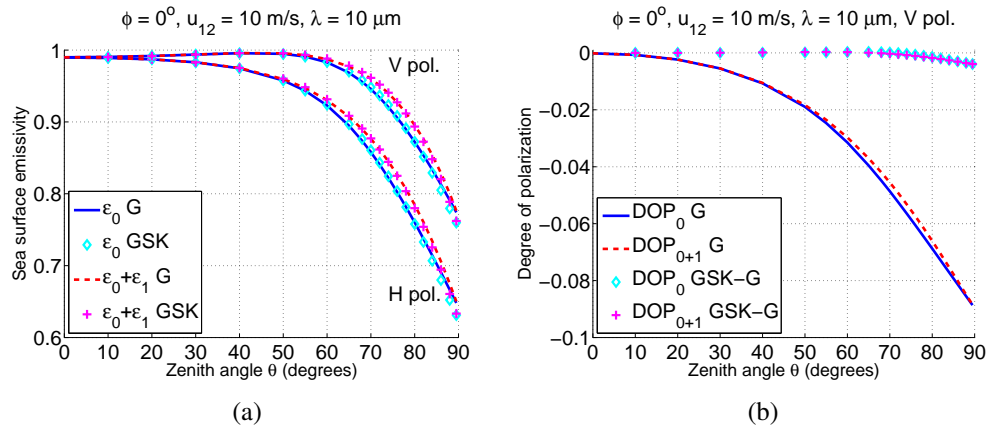 ϕ = 0°, u₁₂ = 10 m/s, λ = 10 μm
Sea surface emissivity
1
0.9
0.8
0.7
0.6
V pol.
H pol.
ε₀ G
ε₀ GSK
ε₀+ε₁ G
ε₀+ε₁ GSK
0 10 20 30 40 50 60 70 80 90
Zenith angle θ (degrees)
(a)
ϕ = 0°, u₁₂ = 10 m/s, λ = 10 μm, V pol.
Degree of polarization
0
−0.02
−0.04
−0.06
−0.08
−0.1
DOP₀ G
DOP₀₊₁ G
DOP₀ GSK−G
DOP₀₊₁ GSK−G
0 10 20 30 40 50 60 70 80 90
Zenith angle θ (degrees)
(b)